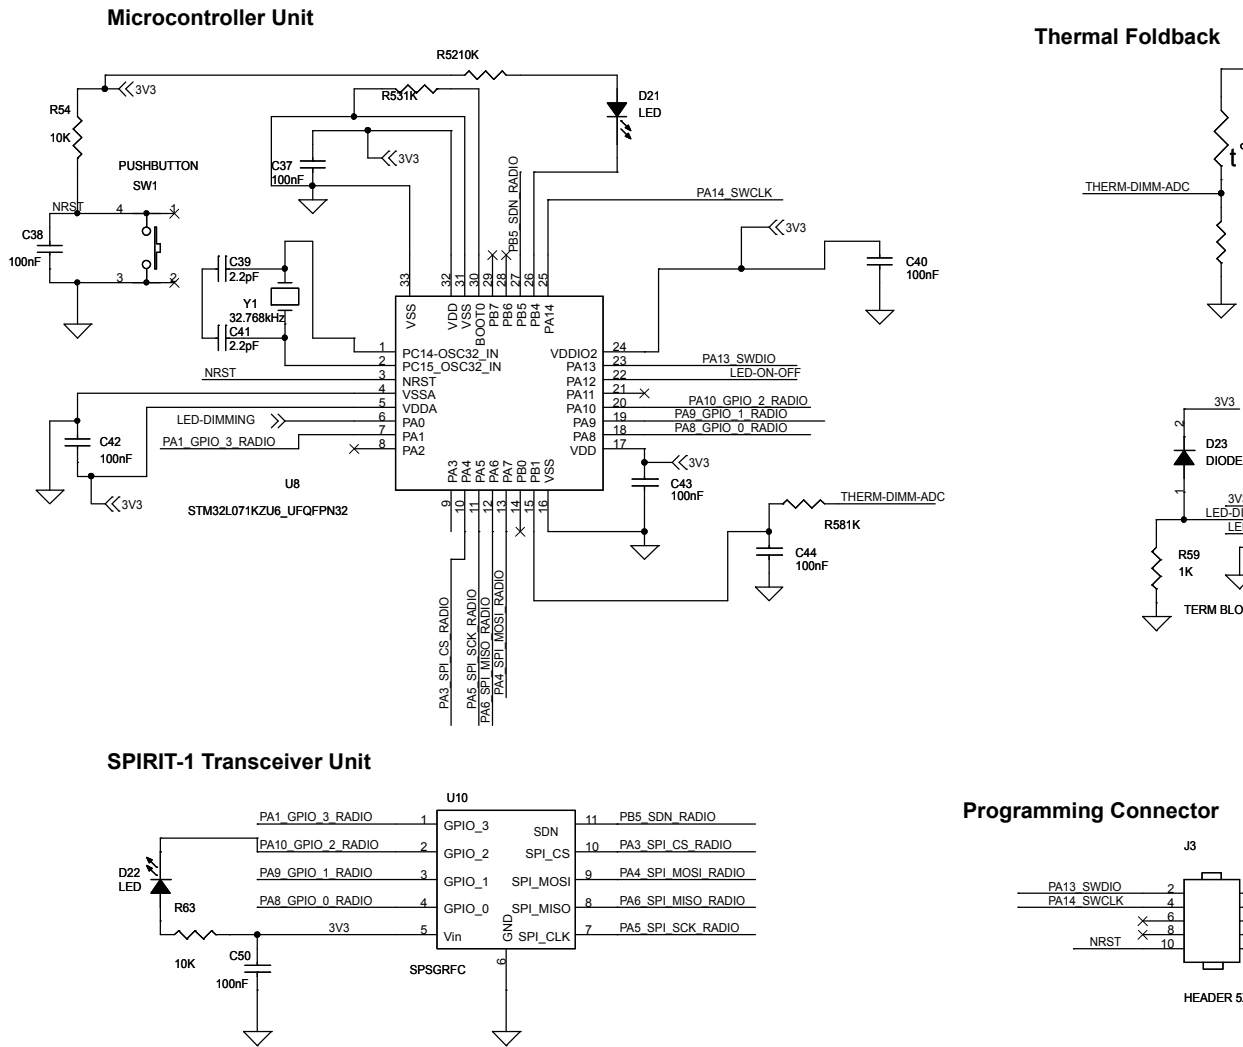 Microcontroller Unit
Thermal Foldback
R5210K
3V3
R531K
D21
LED
R54
10K
C37
100nF
3V3
PUSHBUTTON
SW1
NRST
4
1
3
2
C38
100nF
PB5_SDN_RADIO
PA14_SWCLK
3V3
C40
100nF
THERM-DIMM-ADC
t°
C39
2.2pF
Y1
32.768kHz
C41
2.2pF
33
32
31
30
29
28
27
26
25
VSS
VDD
VSS
BOOT0
PB7
PB6
PB5
PB4
PA14
1
PC14-OSC32_IN
2
PC15_OSC32_IN
NRST
3
NRST
4
VSSA
5
VDDA
LED-DIMMING
6
PA0
PA1_GPIO_3_RADIO
7
PA1
8
PA2
VDDIO2
24
PA13
23
PA13_SWDIO
PA12
22
LED-ON-OFF
PA11
21
PA10
20
PA10_GPIO_2_RADIO
PA9
19
PA9_GPIO_1_RADIO
PA8
18
PA8_GPIO_0_RADIO
VDD
17
C42
100nF
3V3
U8
STM32L071KZU6_UFQFPN32
PA3
PA4
PA5
PA6
PA7
PB0
PB1
VSS
9
10
11
12
13
14
15
16
3V3
C43
100nF
THERM-DIMM-ADC
R581K
C44
100nF
PA3_SPI_CS_RADIO
PA5_SPI_SCK_RADIO
PA6_SPI_MISO_RADIO
PA4_SPI_MOSI_RADIO
3V3
2
D23
DIODE
1
3V
LED-DI
LE
R59
1K
TERM BLO
SPIRIT-1 Transceiver Unit
U10
PA1_GPIO_3_RADIO
1
GPIO_3
PA10_GPIO_2_RADIO
2
GPIO_2
PA9_GPIO_1_RADIO
3
GPIO_1
PA8_GPIO_0_RADIO
4
GPIO_0
3V3
5
Vin
SDN
11
PB5_SDN_RADIO
SPI_CS
10
PA3_SPI_CS_RADIO
SPI_MOSI
9
PA4_SPI_MOSI_RADIO
SPI_MISO
8
PA6_SPI_MISO_RADIO
SPI_CLK
7
PA5_SPI_SCK_RADIO
GND
6
SPSGRFC
D22
LED
R63
10K
C50
100nF
Programming Connector
J3
PA13_SWDIO
2
PA14_SWCLK
4
6
8
NRST
10
HEADER 5